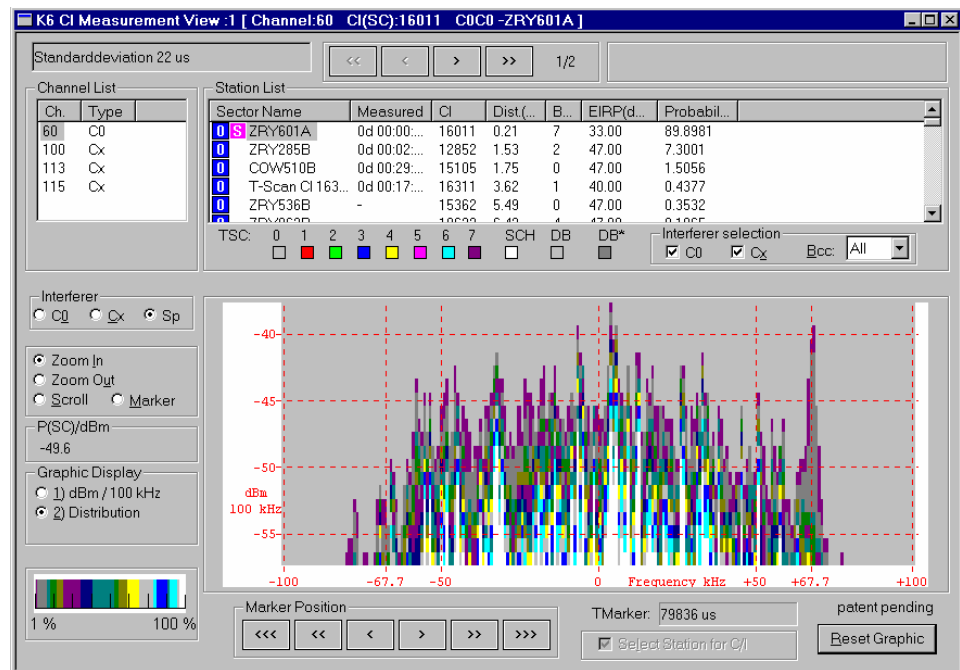 K6 CI Measurement View :1 [ Channel:60 CI(SC):16011 C0C0 -ZRY601A ]
Standarddeviation 22 us
<< < > >> 1/2
Channel List
Ch. Type
60 C0
100 Cx
113 Cx
115 Cx
Station List
Sector Name Measured CI Dist.(... B... EIRP(d... Probabil...
0 S ZRY601A 0d 00:00:... 16011 0.21 7 33.00 89.8981
0 ZRY285B 0d 00:02:... 12852 1.53 2 47.00 7.3001
0 COW510B 0d 00:29:... 15105 1.75 0 47.00 1.5056
0 T-Scan CI 163... 0d 00:17:... 16311 3.62 1 40.00 0.4377
0 ZRY536B - 15362 5.49 0 47.00 0.3532
TSC: 0 1 2 3 4 5 6 7 SCH DB DB*
Interferer selection
C0 Cx Bcc: All
Interferer
C0 Cx Sp
Zoom In
Zoom Out
Scroll Marker
P(SC)/dBm
-49.6
Graphic Display
1) dBm / 100 kHz
2) Distribution
1 % 100 %
-40
-45
-50
dBm
100 kHz
-55
-100 -67.7 -50 0 Frequency kHz +50 +67.7 +100
Marker Position
<<< << < > >> >>>
TMarker: 79836 us
Select Station for C/I
patent pending
Reset Graphic